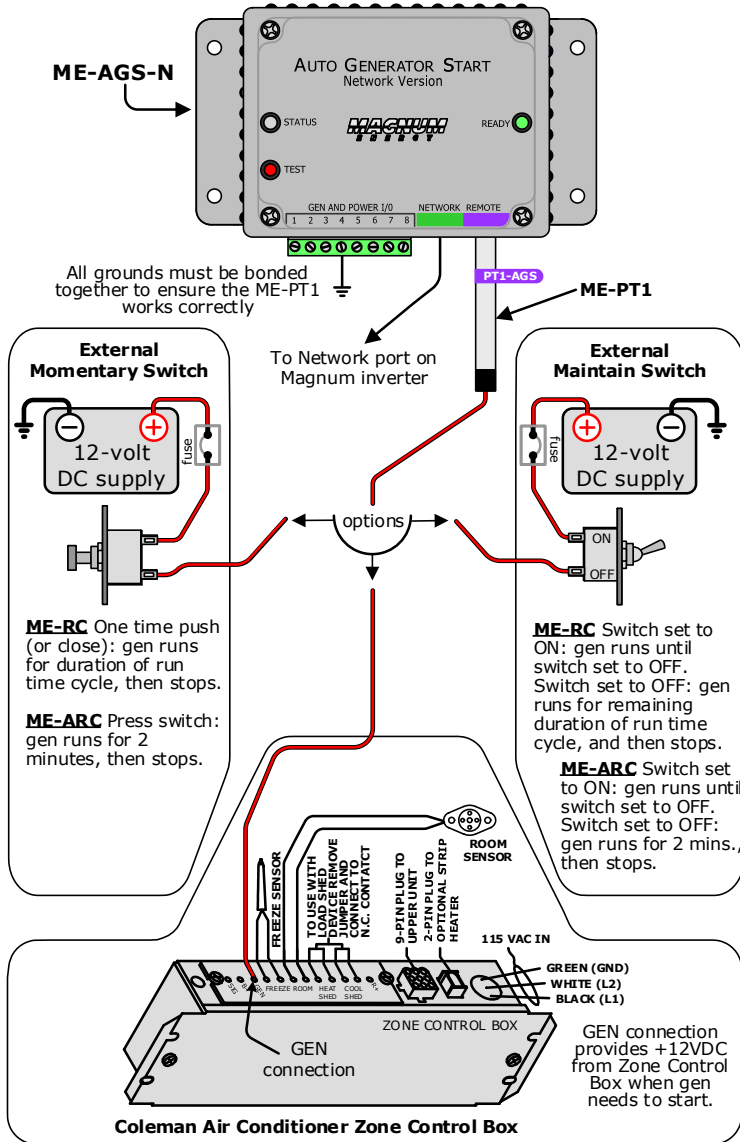 AUTO GENERATOR START
Network Version
ME-AGS-N
STATUS
MAGNUM
ENERGY
READY
TEST
GEN AND POWER I/0
NETWORK
REMOTE
1 2 3 4 5 6 7 8
All grounds must be bonded
together to ensure the ME-PT1
works correctly
PT1-AGS
ME-PT1
To Network port on
Magnum inverter
External
Momentary Switch
12-volt
DC supply
fuse
External
Maintain Switch
fuse
12-volt
DC supply
options
ON
OFF
ME-RC One time push
(or close): gen runs
for duration of run
time cycle, then stops.
ME-ARC Press switch:
gen runs for 2
minutes, then stops.
ME-RC Switch set to
ON: gen runs until
switch set to OFF.
Switch set to OFF: gen
runs for remaining
duration of run time
cycle, and then stops.
ME-ARC Switch set
to ON: gen runs until
switch set to OFF.
Switch set to OFF:
gen runs for 2 mins.,
then stops.
FREEZE SENSOR
TO USE WITH
LOAD SHED
DEVICE REMOVE
JUMPER AND
CONNECT TO
N.C. CONTATCT
ROOM
SENSOR
9-PIN PLUG TO
UPPER UNIT
2-PIN PLUG TO
OPTIONAL STRIP
HEATER
115 VAC IN
GREEN (GND)
WHITE (L2)
BLACK (L1)
SIG
GEN
FREEZE
ROOM
HEAT
SHED
COOL
SHED
R+
ZONE CONTROL BOX
GEN
connection
GEN connection
provides +12VDC
from Zone Control
Box when gen
needs to start.
Coleman Air Conditioner Zone Control Box